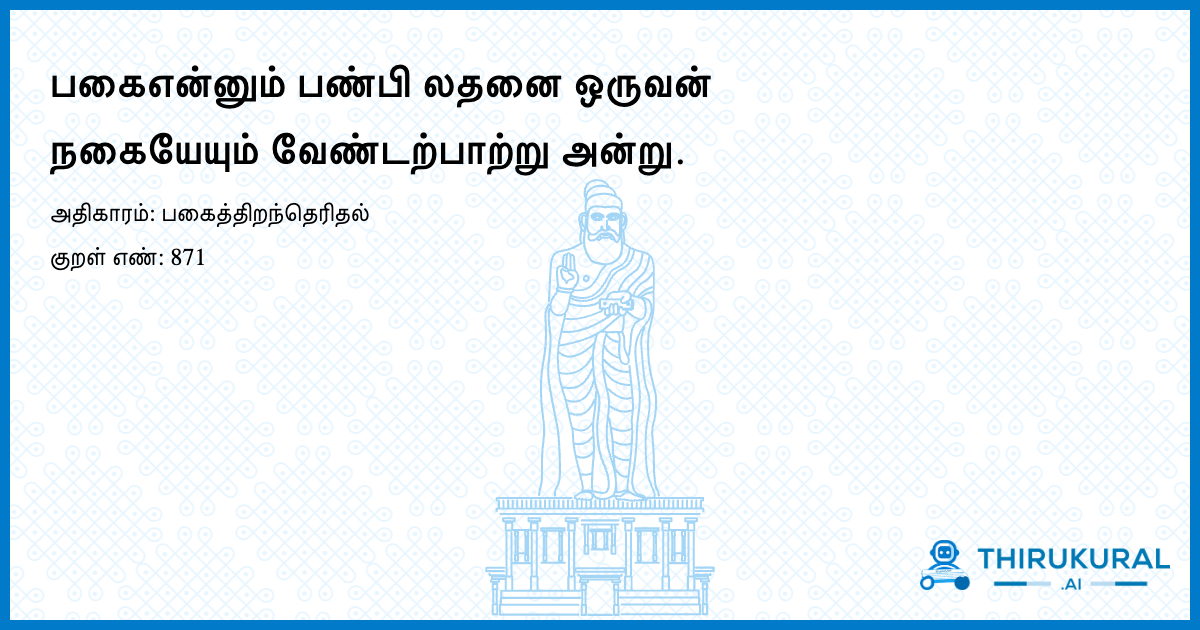 பகைஎன்னும் பண்பி லதனை ஒருவன்
நகையேயும் வேண்டற்பாற்று அன்று.
அதிகாரம்: பகைத்திறந்தெரிதல்
குறள் எண்: 871
THIRUKURAL
.AI